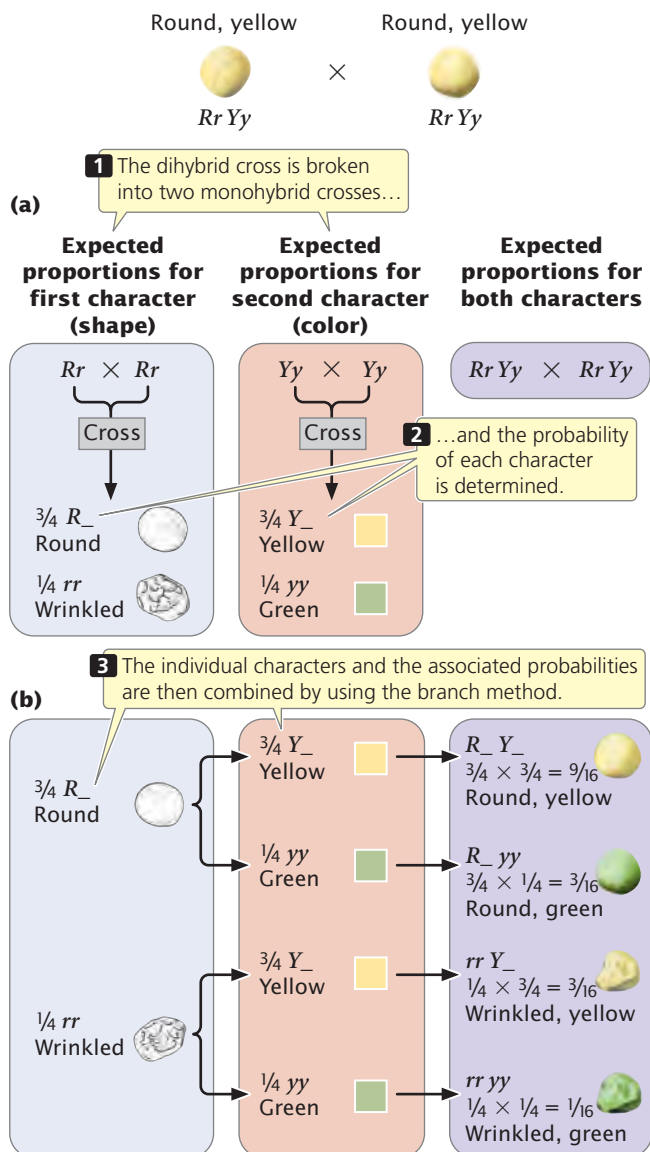 Round, yellow
Round, yellow
×
Rr Yy
Rr Yy
1 The dihybrid cross is broken
into two monohybrid crosses…
(a)
Expected
proportions for
first character
(shape)
Expected
proportions for
second character
(color)
Expected
proportions for
both characters
Rr × Rr
Cross
Yy × Yy
Cross
Rr Yy × Rr Yy
2 …and the probability
of each character
is determined.
3/4 R_
Round
1/4 rr
Wrinkled
3/4 Y_
Yellow
1/4 yy
Green
3 The individual characters and the associated probabilities
are then combined by using the branch method.
(b)
3/4 R_
Round
3/4 Y_
Yellow
R_ Y_
3/4 × 3/4 = 9/16
Round, yellow
1/4 yy
Green
R_ yy
3/4 × 1/4 = 3/16
Round, green
1/4 rr
Wrinkled
3/4 Y_
Yellow
rr Y_
1/4 × 3/4 = 3/16
Wrinkled, yellow
1/4 yy
Green
rr yy
1/4 × 1/4 = 1/16
Wrinkled, green